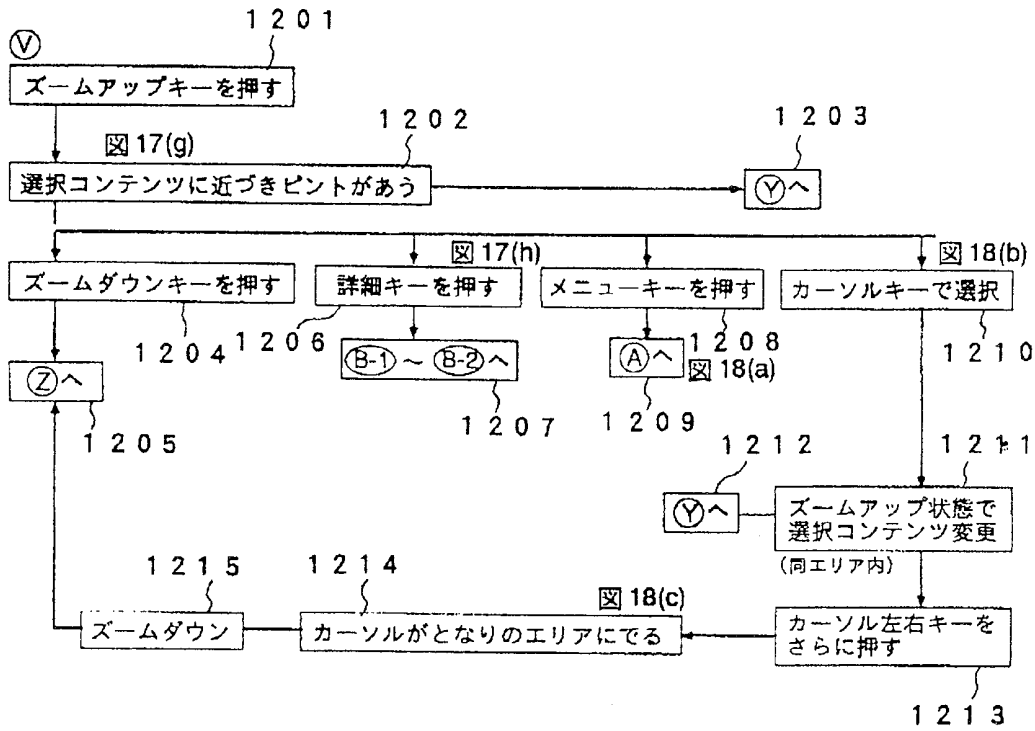 1201
Ⓥ
ズームアップキーを押す
1202
1203
図17(g)
選択コンテンツに近づきピントがあう
Ⓨへ
図17(h)
図18(b)
ズームダウンキーを押す
詳細キーを押す
メニューキーを押す
カーソルキーで選択
1204
1206
1208
1210
Ⓩへ
B-1 ~ B-2 へ
Ⓐへ
図18(a)
1205
1207
1209
1212
1211
Ⓨへ
ズームアップ状態で
選択コンテンツ変更
(同エリア内)
1215
1214
図18(c)
ズームダウン
カーソルがとなりのエリアにでる
カーソル左右キーを
さらに押す
1213